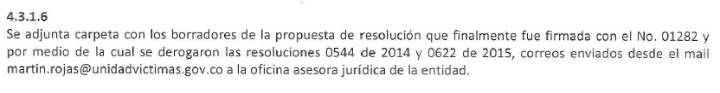 4.3.1.6
Se adjunta carpeta con los borradores de la propuesta de resolución que finalmente fue firmada con el No. 01282 y
por medio de la cual se derogaron las resoluciones 0544 de 2014 y 0622 de 2015, correos enviados desde el mail
martin.rojas@unidadvictimas.gov.co a la oficina asesora jurídica de la entidad.